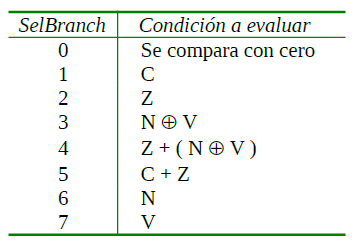 SelBranch Condición a evaluar
0 Se compara con cero
1 C
2 Z
3 N ⊕ V
4 Z + ( N ⊕ V )
5 C + Z
6 N
7 V